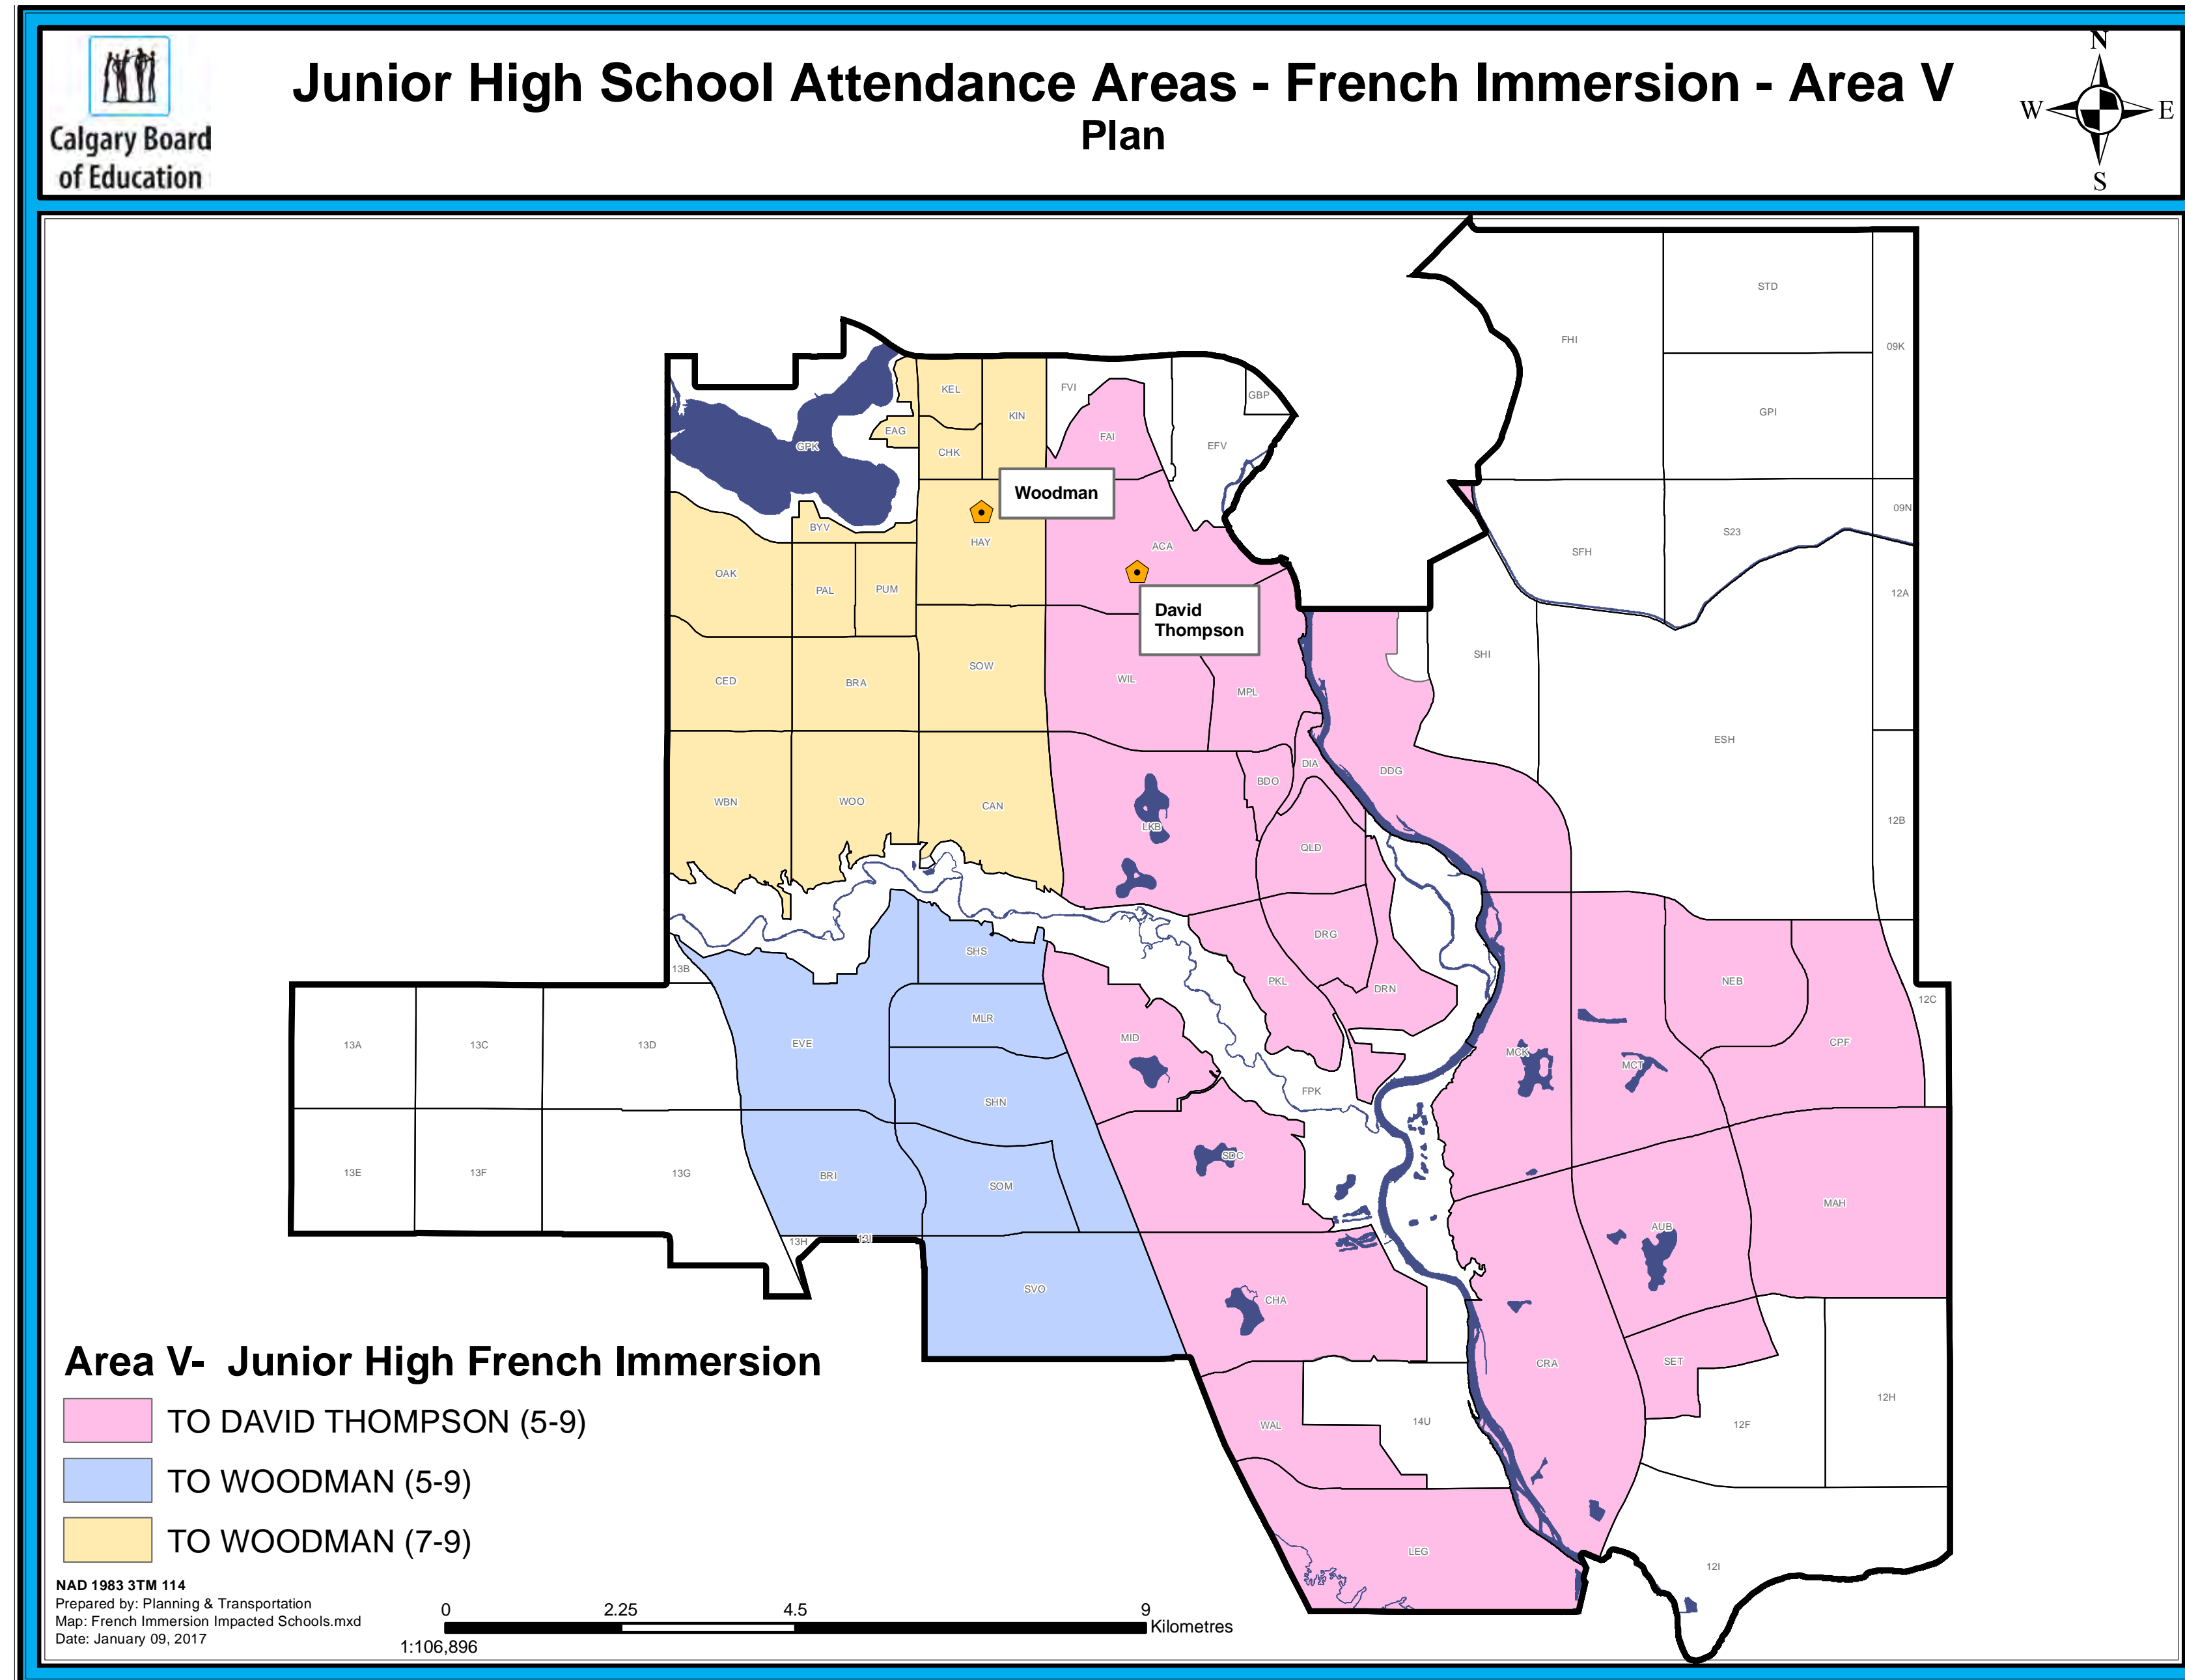 Calgary Board
of Education
Junior High School Attendance Areas - French Immersion - Area V
Plan
N
W
E
S
STD
FHI
09K
GPI
KEL
FVI
GBP
KIN
EAG
FAI
GPK
CHK
EFV
Woodman
09N
BYV
HAY
ACA
S23
SFH
OAK
PAL
PUM
12A
David
Thompson
SHI
SOW
CED
BRA
WIL
MPL
ESH
DIA
DDG
BDO
WBN
WOO
CAN
LKB
12B
QLD
DRG
SHS
13B
PKL
NEB
DRN
12C
MLR
MID
13A
13C
13D
EVE
CPF
MCK
MCT
FPK
SHN
SDC
13E
13F
13G
BRI
SOM
MAH
AUB
13H
13I
SVO
CHA
SET
CRA
12H
WAL
14U
12F
LEG
12I
Area V-  Junior High French Immersion
TO DAVID THOMPSON (5-9)
TO WOODMAN (5-9)
TO WOODMAN (7-9)
NAD 1983 3TM 114
Prepared by: Planning & Transportation
Map: French Immersion Impacted Schools.mxd
Date: January 09, 2017
0 2.25 4.5 9
Kilometres
1:106,896